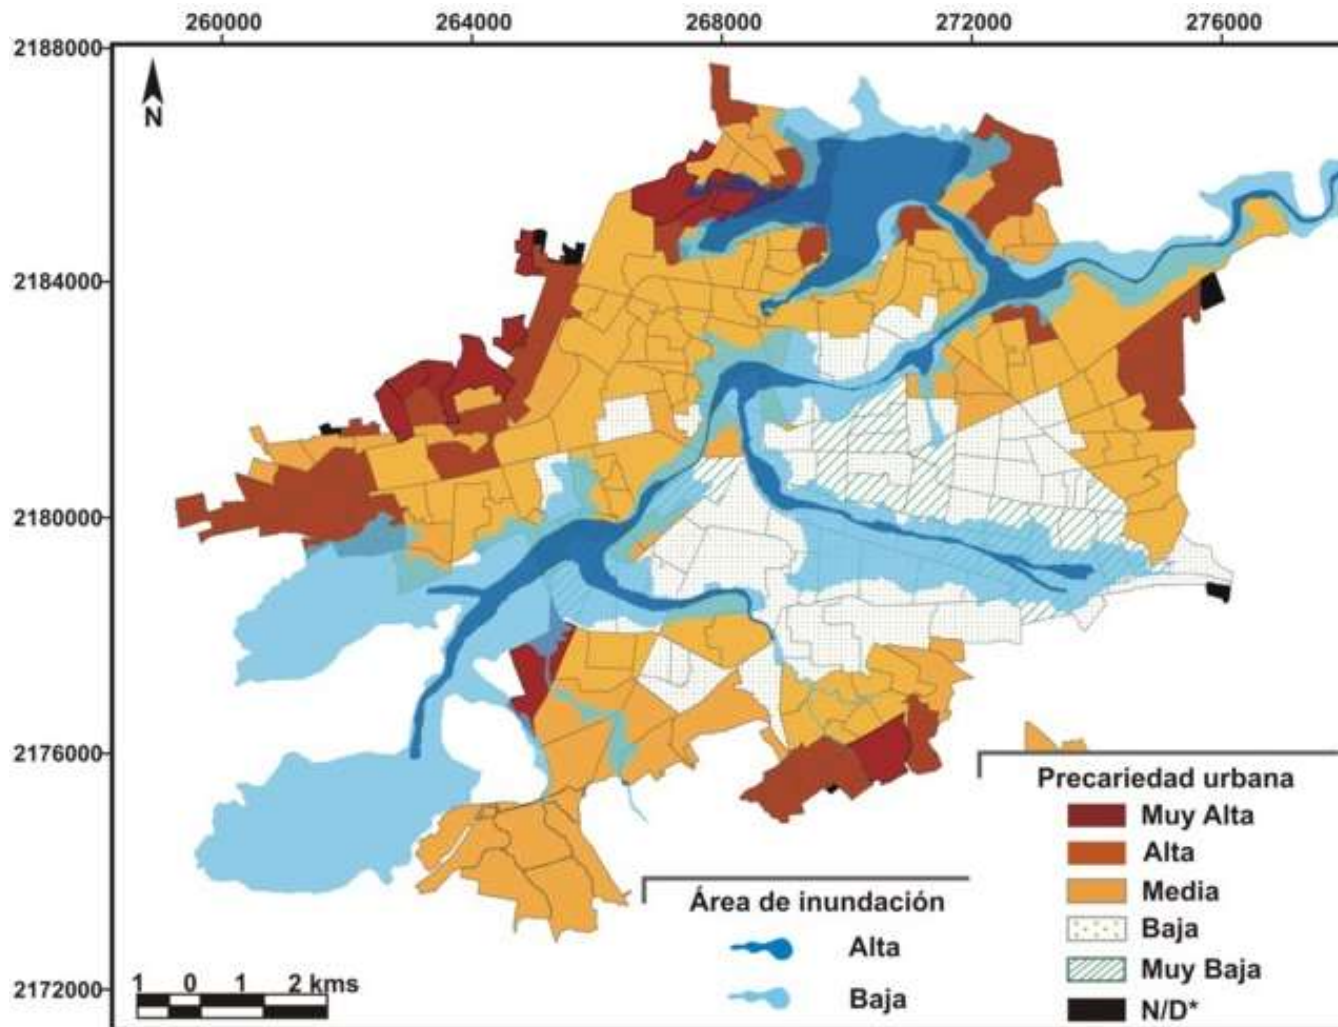 260000 264000 268000 272000 276000
2188000
N
2184000
2180000
2176000
Precariedad urbana
Muy Alta
Alta
Media
Baja
Muy Baja
N/D*
Área de inundación
Alta
Baja
2172000
1 0 1 2 kms